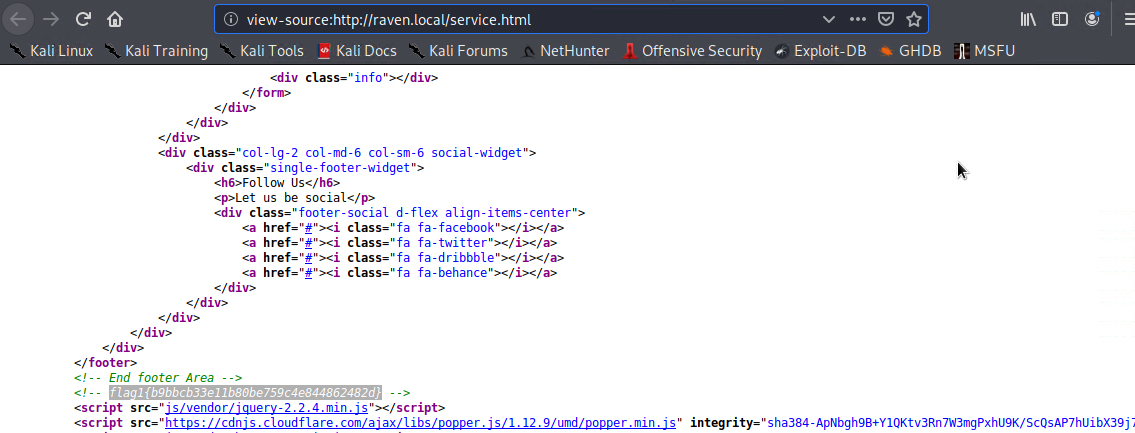 view-source:http://raven.local/service.html
Kali Linux Kali Training Kali Tools Kali Docs Kali Forums NetHunter Offensive Security Exploit-DB GHDB MSFU
<div class="info"></div>
</form>
</div>
</div>
</div>
<div class="col-lg-2 col-md-6 col-sm-6 social-widget">
<div class="single-footer-widget">
<h6>Follow Us</h6>
<p>Let us be social</p>
<div class="footer-social d-flex align-items-center">
<a href="#"><i class="fa fa-facebook"></i></a>
<a href="#"><i class="fa fa-twitter"></i></a>
<a href="#"><i class="fa fa-dribbble"></i></a>
<a href="#"><i class="fa fa-behance"></i></a>
</div>
</div>
</div>
</div>
</div>
</footer>
<!-- End footer Area -->
<!-- flag1{b9bbcb33e11b80be759c4e844862482d} -->
<script src="js/vendor/jquery-2.2.4.min.js"></script>
<script src="https://cdnjs.cloudflare.com/ajax/libs/popper.js/1.12.9/umd/popper.min.js" integrity="sha384-ApNbgh9B+Y1QKtv3Rn7W3mgPxhU9K/ScQsAP7hUibX39j7